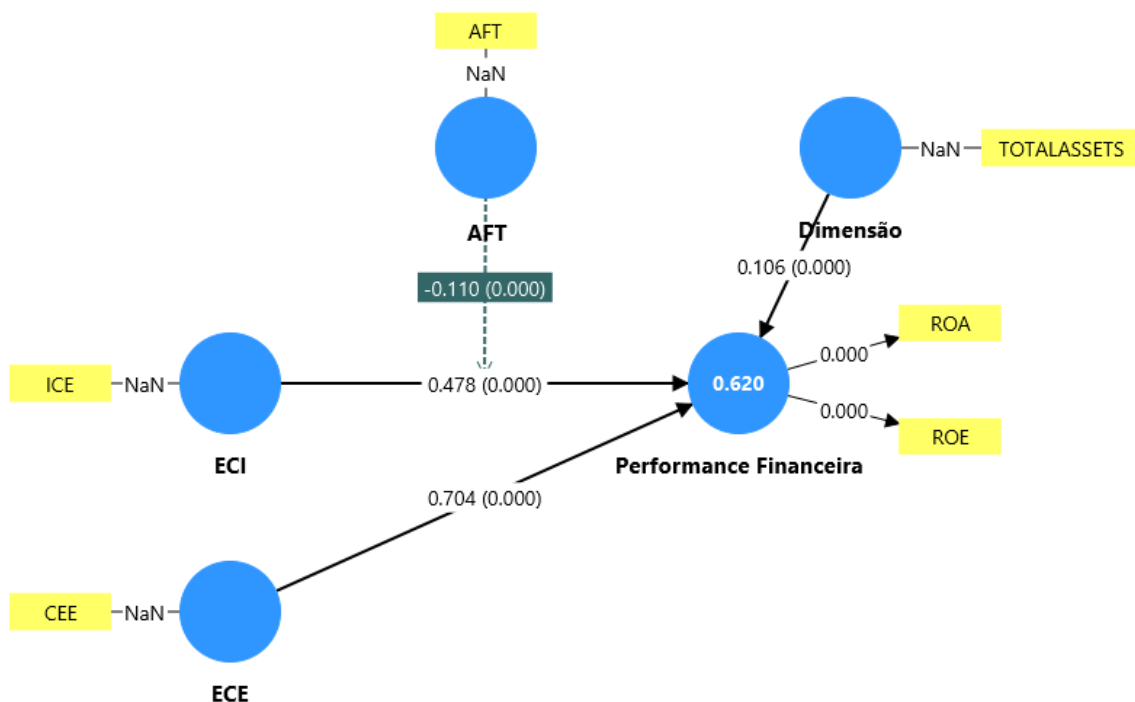 AFT
NaN
AFT
NaN
TOTALASSETS
Dimensão
0.106 (0.000)
-0.110 (0.000)
ICE
NaN
ECI
0.478 (0.000)
0.620
Performance Financeira
0.000
ROA
0.000
ROE
0.704 (0.000)
CEE
NaN
ECE